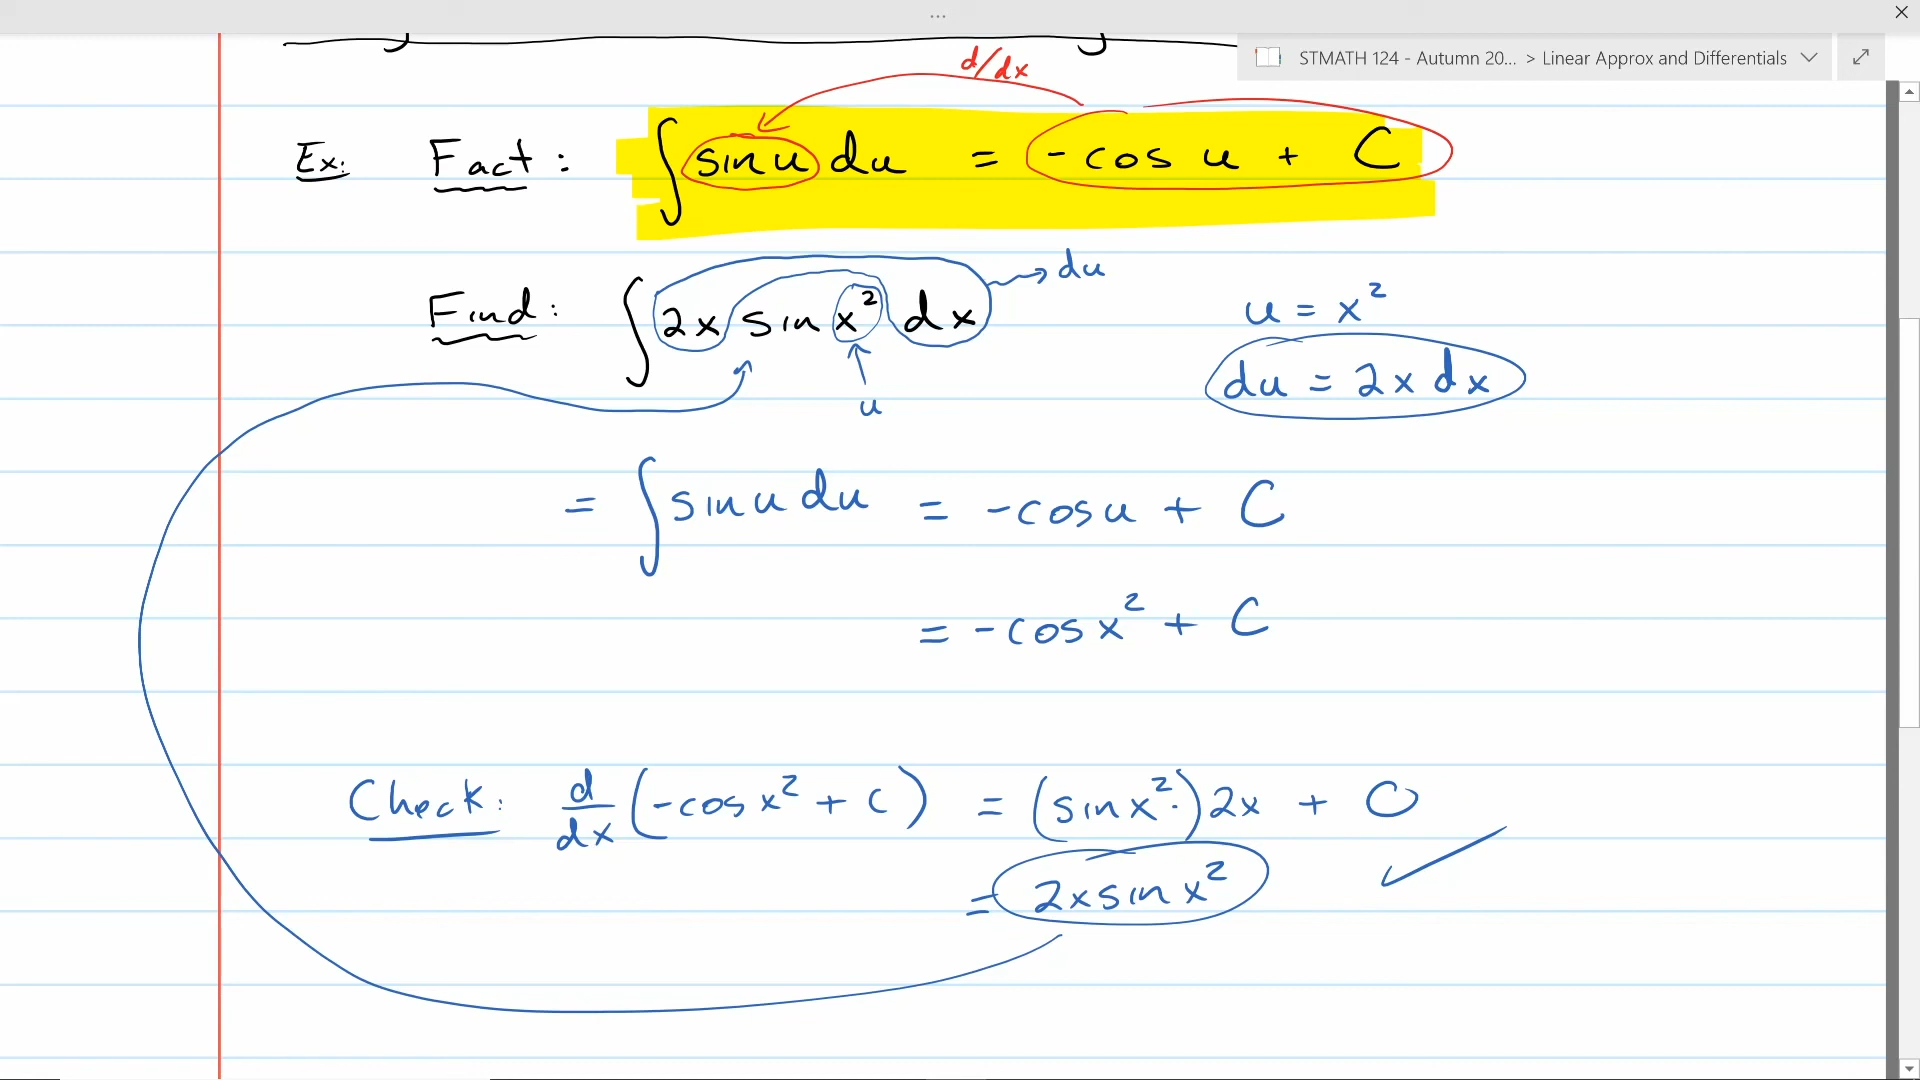 STMATH 124 - Autumn 20... > Linear Approx and Differentials
d/dx
Ex: Fact: ∫ sin u du = -cos u + C
du
Find: ∫ 2x sin x² dx
u = x²
du = 2x dx
u
= ∫ sin u du = -cos u + C
= -cos x² + C
Check: d/dx (-cos x² + C) = (sin x²·) 2x + 0
= 2x sin x²